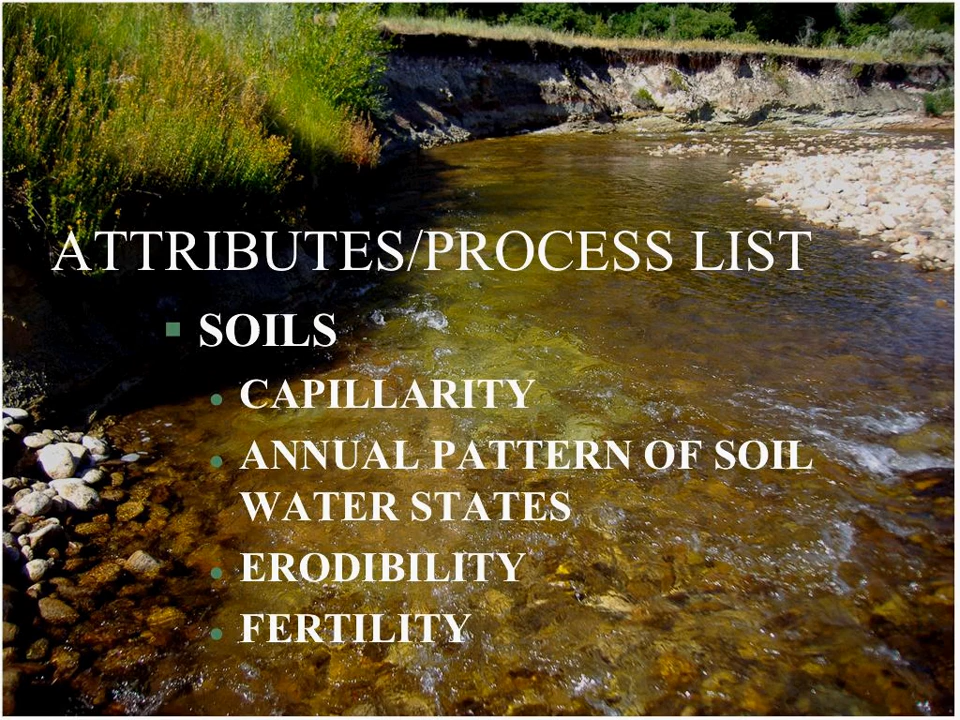 ATTRIBUTES/PROCESS LIST
SOILS
CAPILLARITY
ANNUAL PATTERN OF SOIL
WATER STATES
ERODIBILITY
FERTILITY